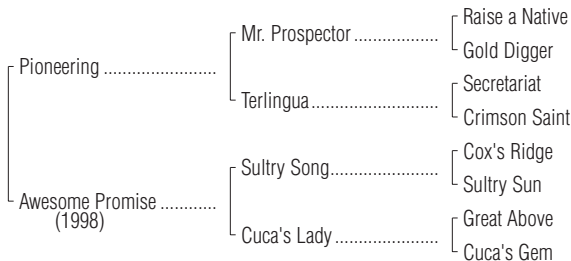 Raise a Native
Mr. Prospector ..................
Gold Digger
Pioneering ........................
Secretariat
Terlingua...........................
Crimson Saint
Cox's Ridge
Sultry Song.......................
Sultry Sun
Awesome Promise ............
(1998)
Great Above
Cuca's Lady ......................
Cuca's Gem